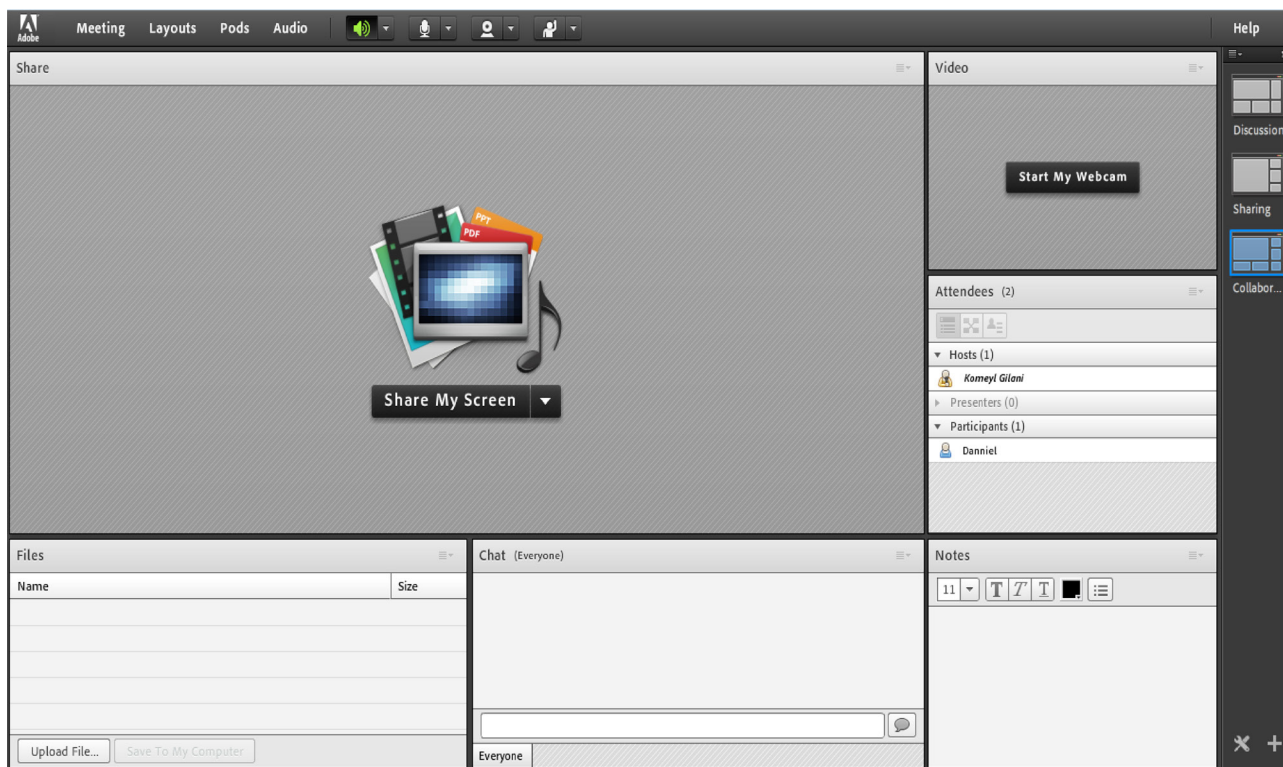 Adobe
Meeting Layouts Pods Audio Help
Share
PPT
PDF
Share My Screen
Video
Start My Webcam
Attendees (2)
Hosts (1)
Komeyl Gilani
Presenters (0)
Participants (1)
Danniel
Discussion
Sharing
Collabor...
Files
Name Size
Upload File... Save To My Computer
Chat (Everyone)
Everyone
Notes
11 T T T